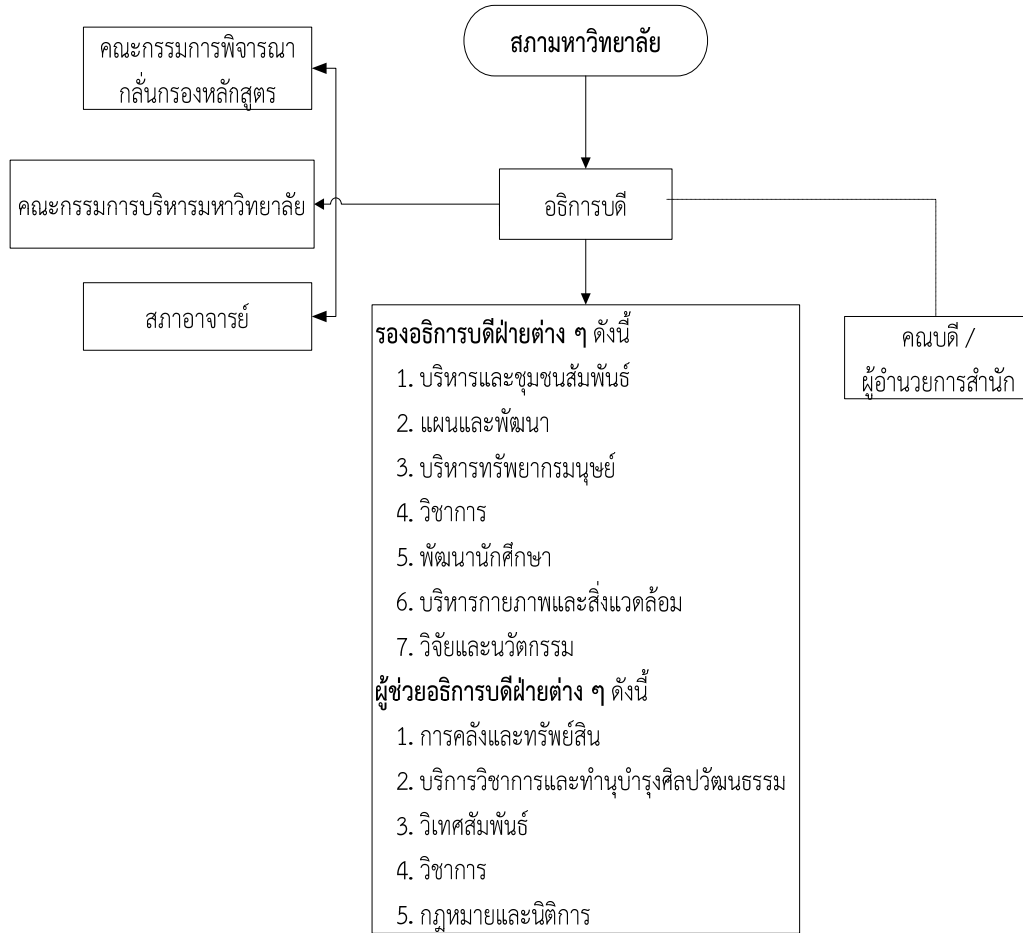 สภามหาวิทยาลัย
คณะกรรมการพิจารณา
กลั่นกรองหลักสูตร
คณะกรรมการบริหารมหาวิทยาลัย
อธิการบดี
สภาอาจารย์
คณบดี /
ผู้อำนวยการสำนัก
รองอธิการบดีฝ่ายต่าง ๆ ดังนี้
1. บริหารและชุมชนสัมพันธ์
2. แผนและพัฒนา
3. บริหารทรัพยากรมนุษย์
4. วิชาการ
5. พัฒนานักศึกษา
6. บริหารกายภาพและสิ่งแวดล้อม
7. วิจัยและนวัตกรรม
ผู้ช่วยอธิการบดีฝ่ายต่าง ๆ ดังนี้
1. การคลังและทรัพย์สิน
2. บริการวิชาการและทำนุบำรุงศิลปวัฒนธรรม
3. วิเทศสัมพันธ์
4. วิชาการ
5. กฎหมายและนิติการ